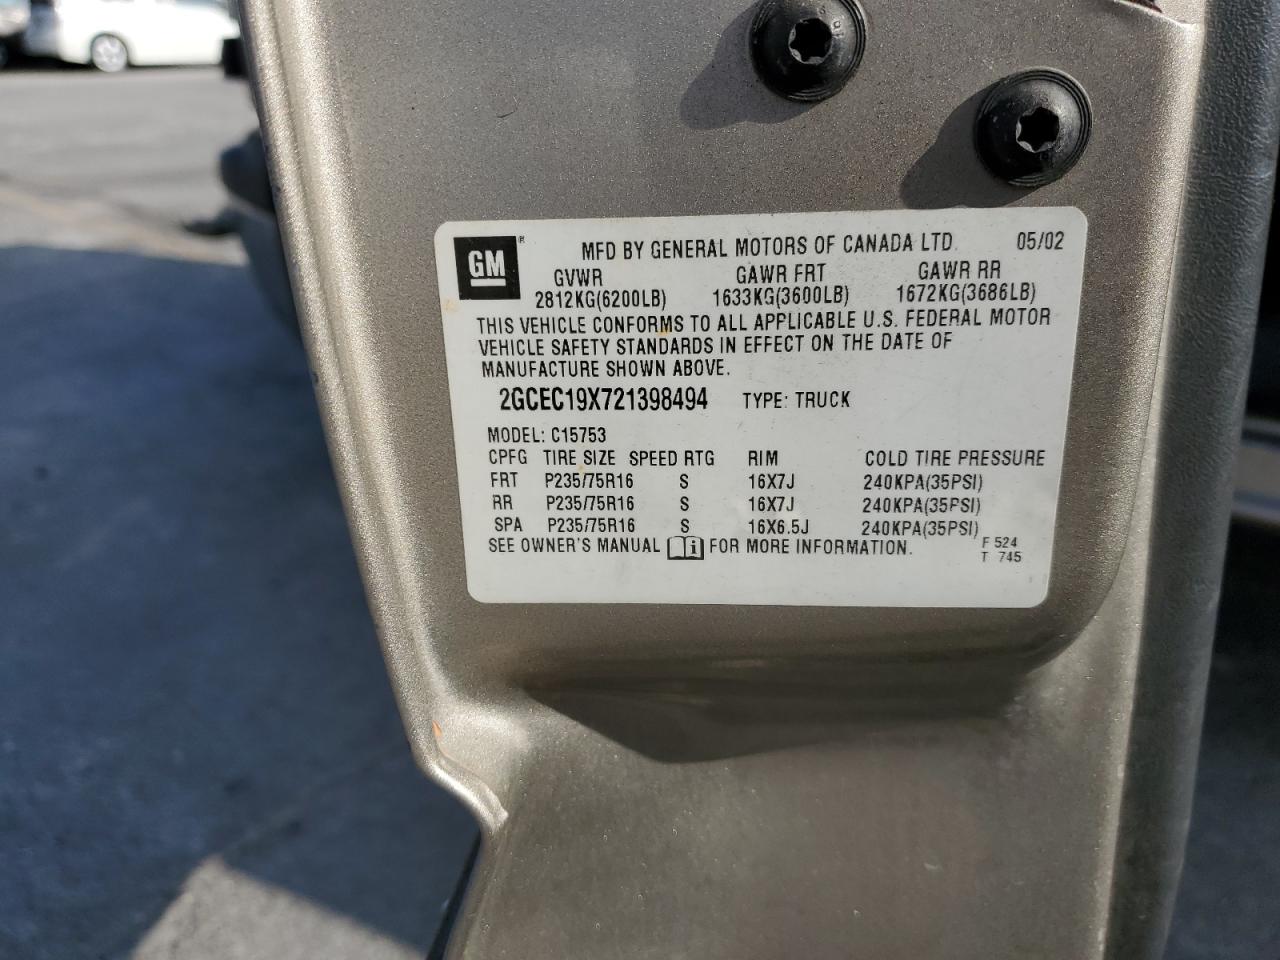 GM ® MFD BY GENERAL MOTORS OF CANADA LTD. 05/02
GVWR GAWR FRT GAWR RR
2812KG(6200LB) 1633KG(3600LB) 1672KG(3686LB)
THIS VEHICLE CONFORMS TO ALL APPLICABLE U.S. FEDERAL MOTOR
VEHICLE SAFETY STANDARDS IN EFFECT ON THE DATE OF
MANUFACTURE SHOWN ABOVE.
2GCEC19X721398494 TYPE: TRUCK
MODEL: C15753
CPFG TIRE SIZE SPEED RTG RIM COLD TIRE PRESSURE
FRT P235/75R16 S 16X7J 240KPA(35PSI)
RR P235/75R16 S 16X7J 240KPA(35PSI)
SPA P235/75R16 S 16X6.5J 240KPA(35PSI)
SEE OWNER'S MANUAL i FOR MORE INFORMATION. F 524
T 745